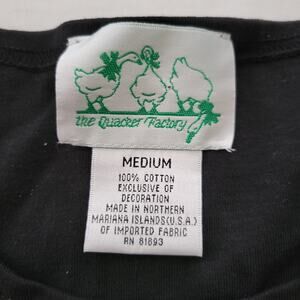 the Quacker Factory
MEDIUM
100% COTTON
EXCLUSIVE OF
DECORATION
MADE IN NORTHERN
MARIANA ISLANDS(U.S.A.)
OF IMPORTED FABRIC
RN 81893